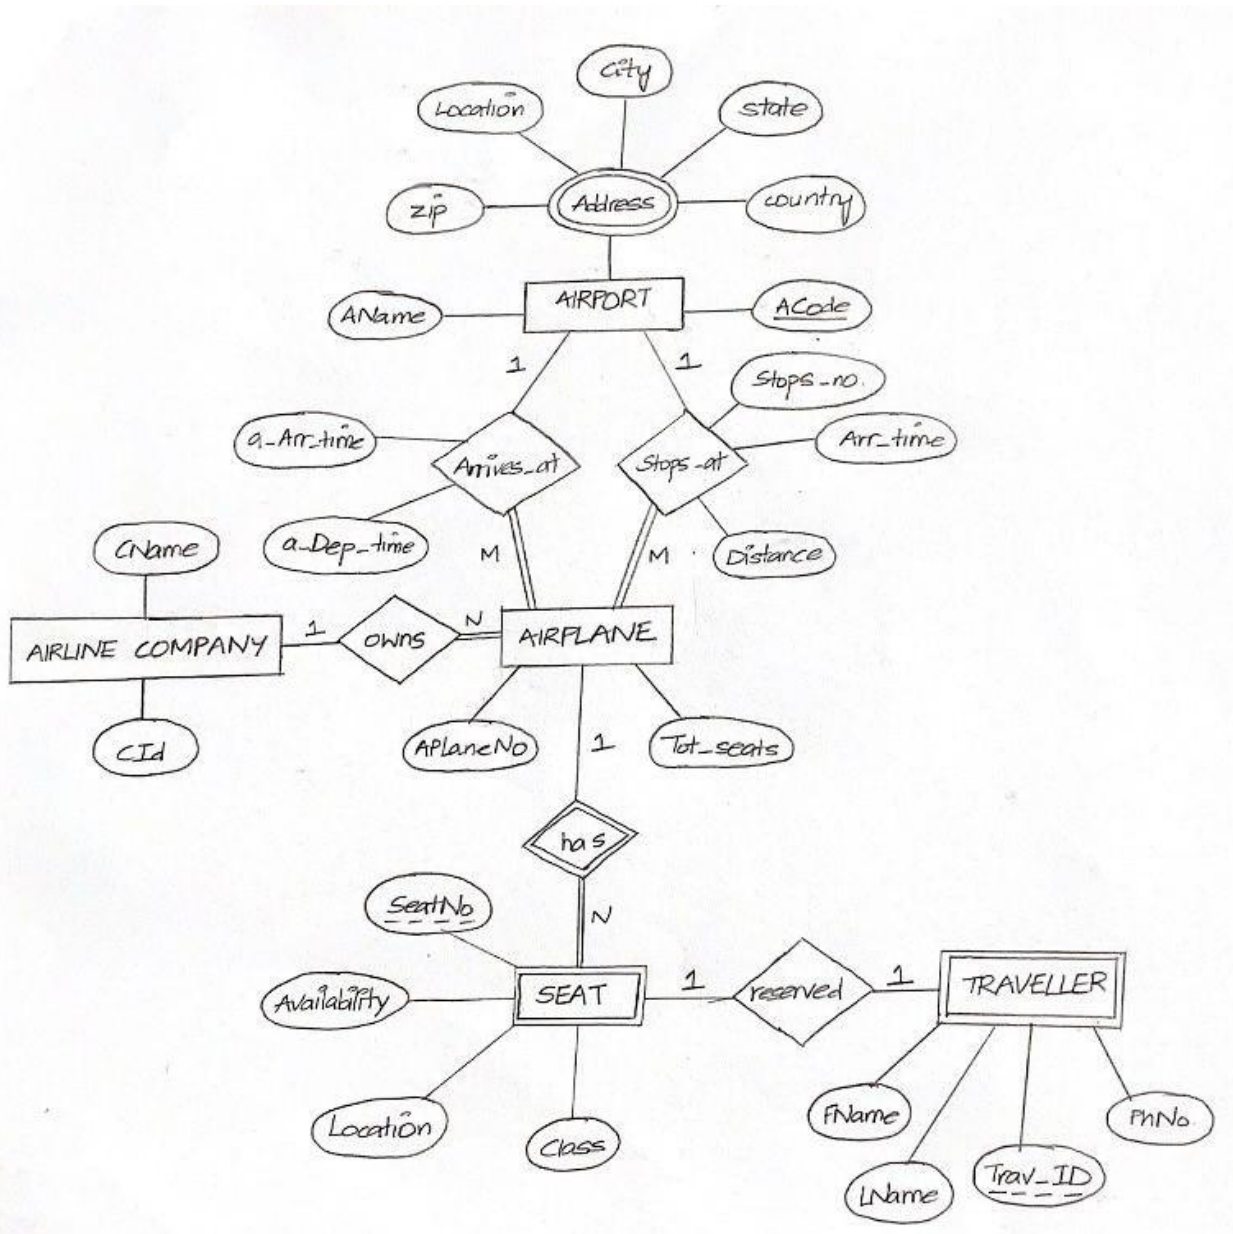 City
Location
state
zip
Address
country
AIRPORT
AName
ACode
1
1
Stops_no.
a_Arr_time
Arr_time
Arrives_at
Stops_at
a_Dep_time
M
M
Distance
CName
AIRLINE COMPANY
1
owns
N
AIRPLANE
CId
APlaneNo
1
Tot_seats
has
SeatNo
N
Availability
SEAT
1
reserved
1
TRAVELLER
Location
Class
FName
LName
Trav_ID
PhNo.